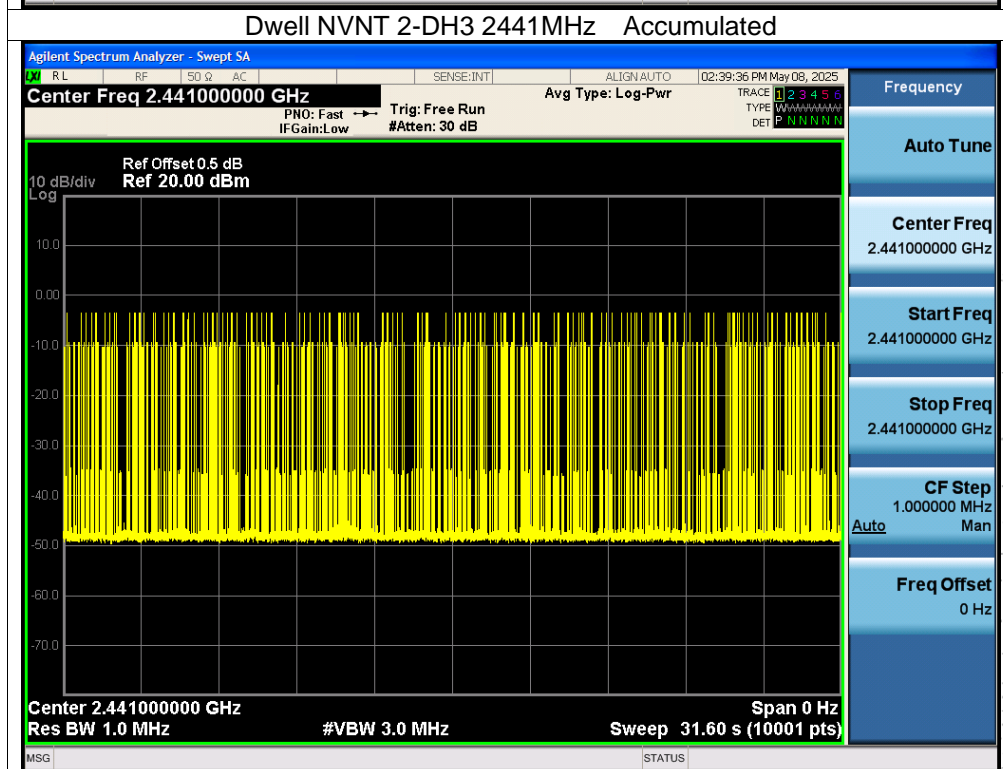 Dwell NVNT 2-DH3 2441MHz Accumulated
Agilent Spectrum Analyzer - Swept SA
LXI RL RF 50 Ω AC SENSE:INT ALIGN AUTO 02:39:36 PM May 08, 2025
Center Freq 2.441000000 GHz
PNO: Fast
IFGain:Low
Trig: Free Run
#Atten: 30 dB
Avg Type: Log-Pwr
TRACE 1 2 3 4 5 6
TYPE WWWWWW
DET P N N N N N
Ref Offset 0.5 dB
10 dB/div Ref 20.00 dBm
Log
10.0
0.00
-10.0
-20.0
-30.0
-40.0
-50.0
-60.0
-70.0
Center 2.441000000 GHz Span 0 Hz
Res BW 1.0 MHz #VBW 3.0 MHz Sweep 31.60 s (10001 pts)
MSG STATUS
Frequency
Auto Tune
Center Freq
2.441000000 GHz
Start Freq
2.441000000 GHz
Stop Freq
2.441000000 GHz
CF Step
1.000000 MHz
Auto Man
Freq Offset
0 Hz